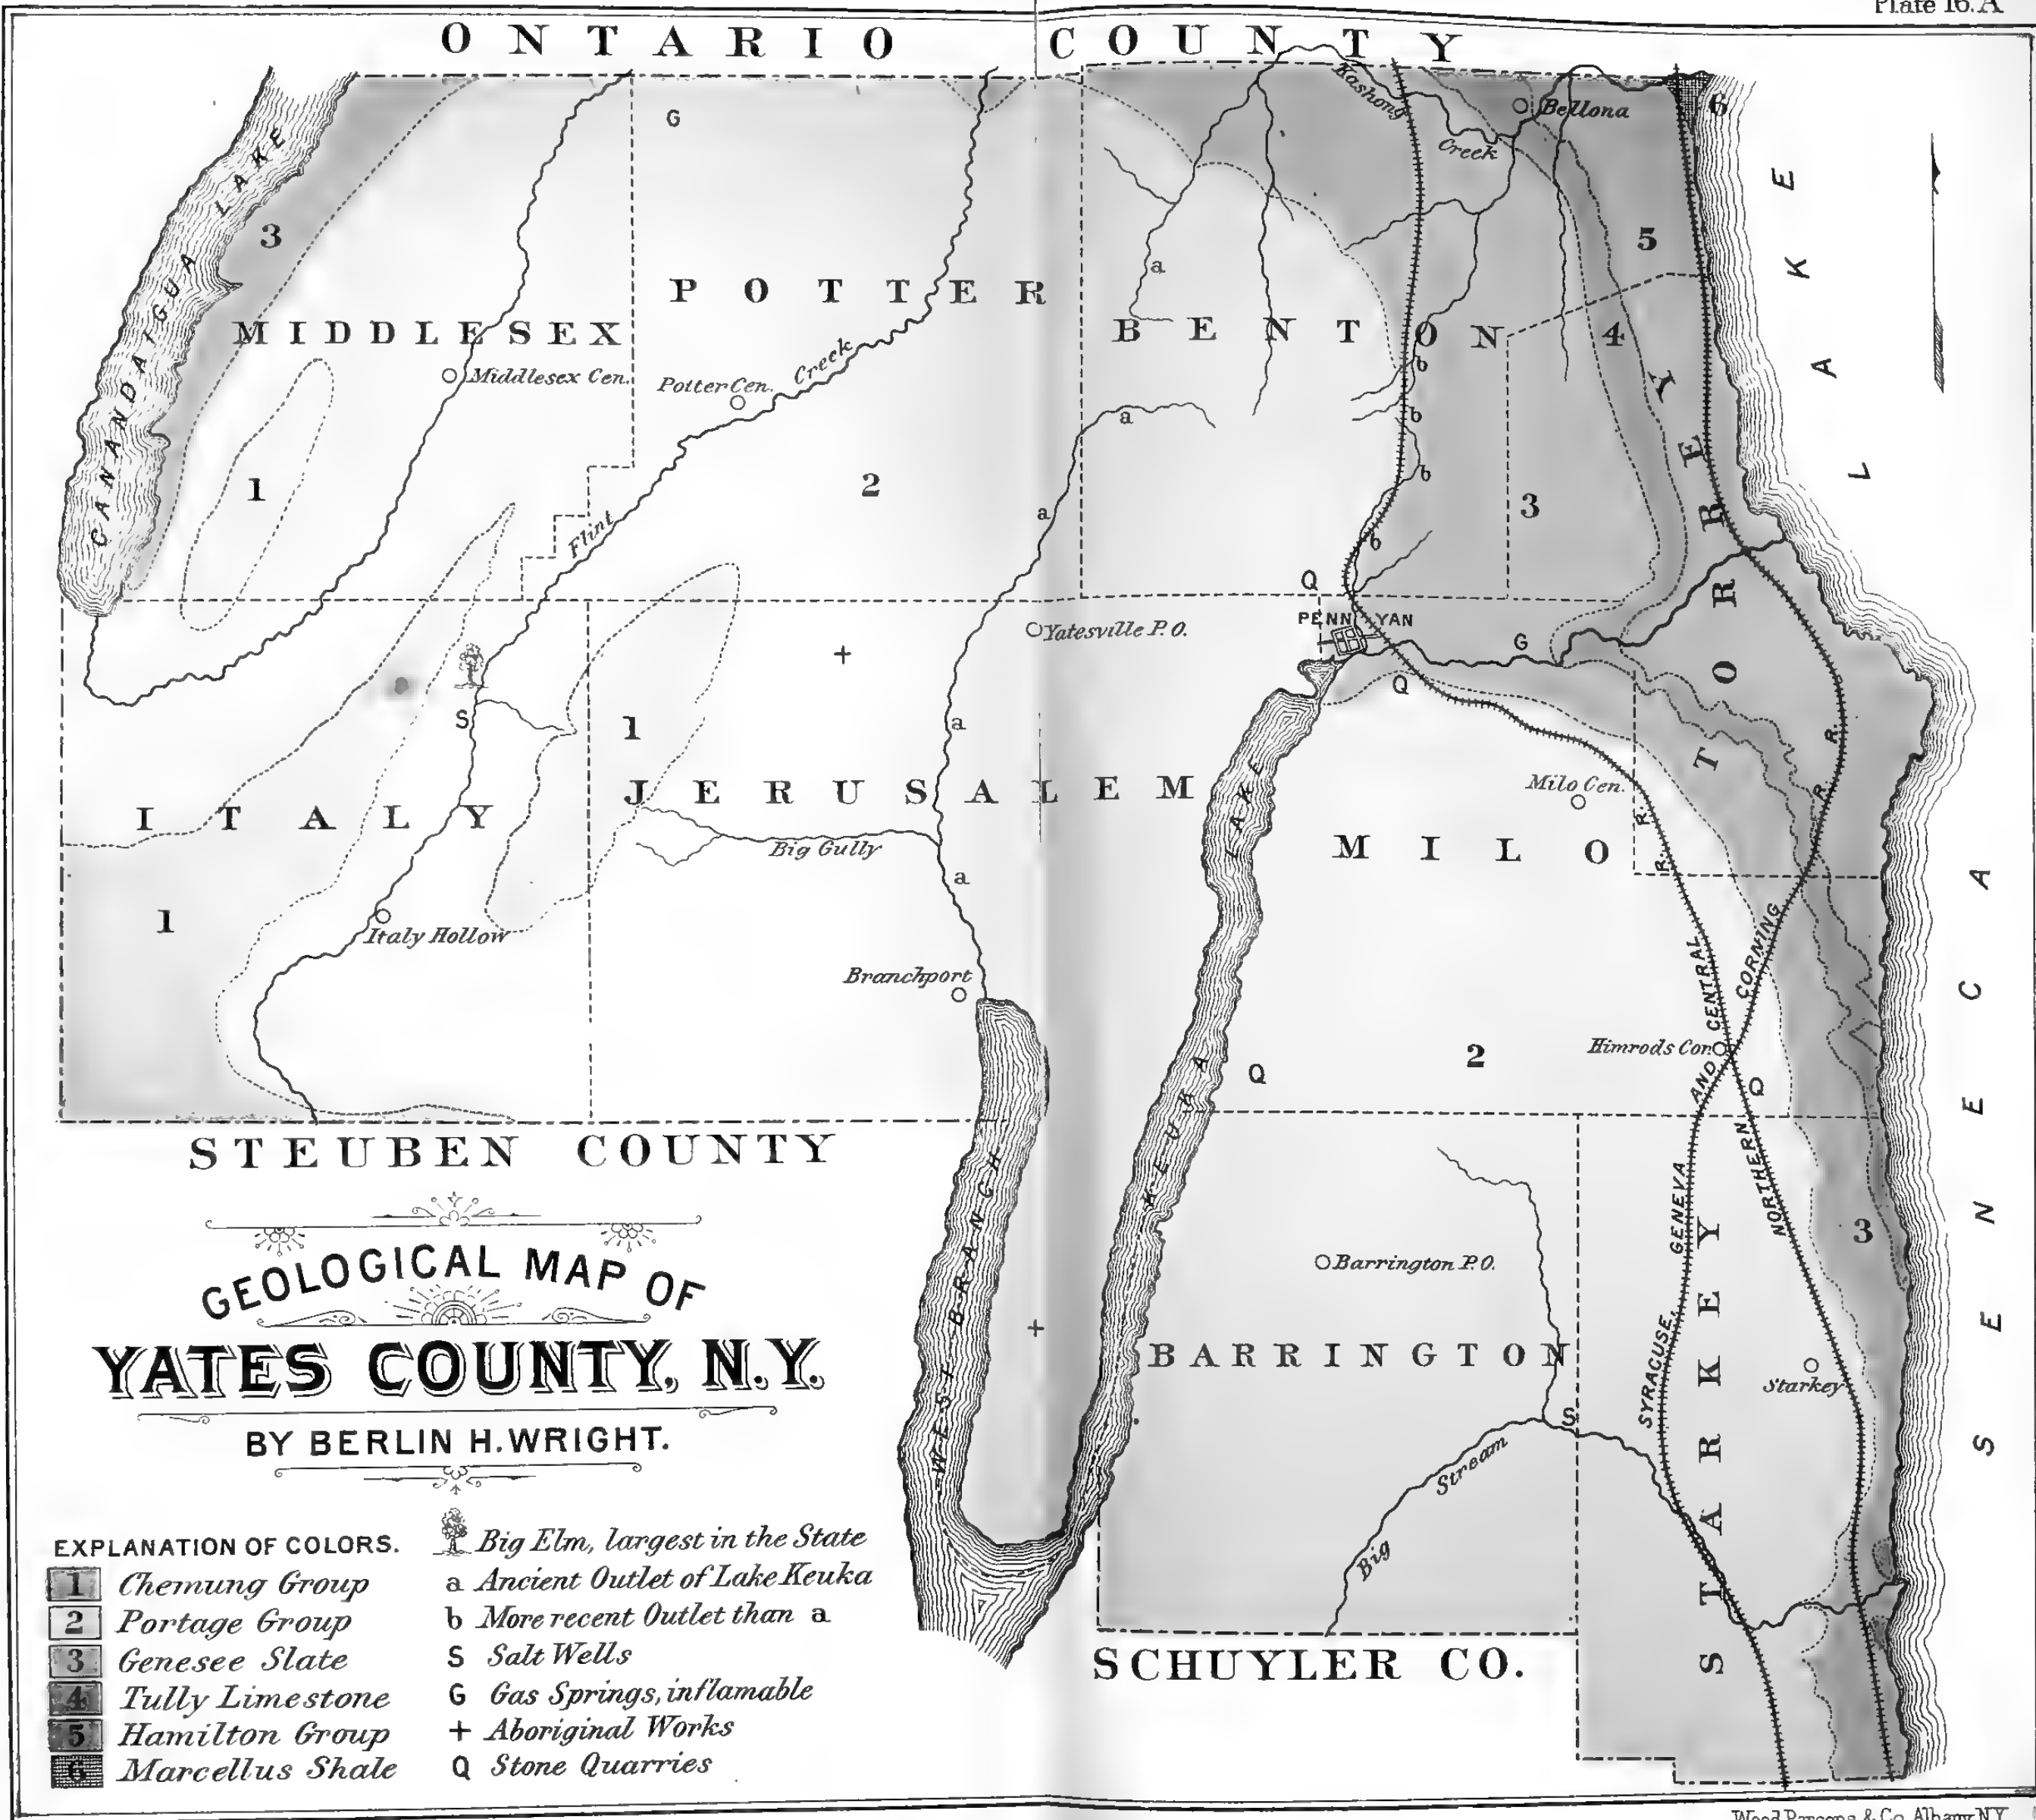 Plate 16.A
ONTARIO COUNTY
CANANDAIGUA LAKE
3
G
Kashong
Creek
Bellona
6
5
POTTER
MIDDLESEX
BENTON
a
4
Middlesex Cen.
Potter Cen.
Creek
Flint
1
2
a
a
b
b
b
b
3
TORREY
SENECA LAKE
Q
PENN YAN
G
Q
Yatesville P.O.
+
S
1
a
ITALY
JERUSALEM
Big Gully
a
1
Italy Hollow
Branchport
LAKE
KEUKA
WEST BRANCH
+
Milo Cen.
MILO
R. R.
R. R.
2
Q
Himrods Cor.
Q
SYRACUSE, GENEVA AND CORNING
NORTHERN CENTRAL
3
Barrington P.O.
BARRINGTON
STARKEY
Starkey
S
Big Stream
STEUBEN COUNTY
SCHUYLER CO.
GEOLOGICAL MAP OF
YATES COUNTY, N.Y.
BY BERLIN H. WRIGHT.
EXPLANATION OF COLORS.
1 Chemung Group
2 Portage Group
3 Genesee Slate
4 Tully Limestone
5 Hamilton Group
6 Marcellus Shale
Big Elm, largest in the State
a Ancient Outlet of Lake Keuka
b More recent Outlet than a
S Salt Wells
G Gas Springs, inflamable
+ Aboriginal Works
Q Stone Quarries
Weed Parsons & Co. Albany N.Y.